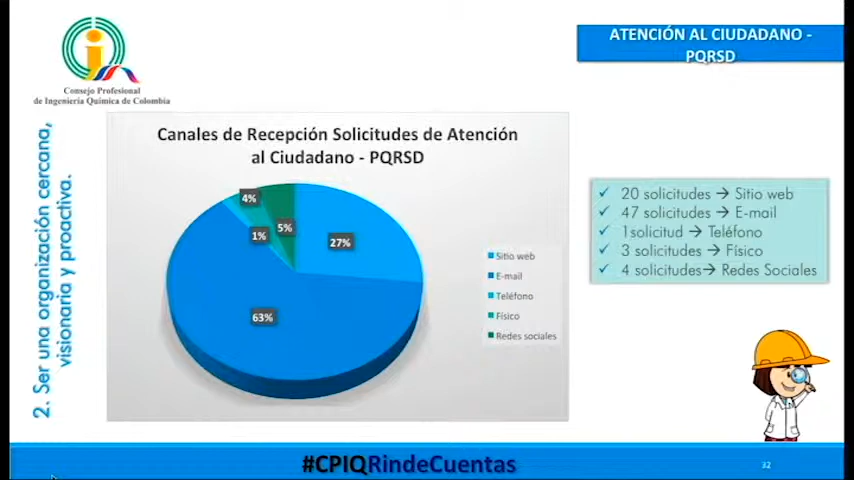 Consejo Profesional
de Ingeniería Química de Colombia
ATENCIÓN AL CIUDADANO -
PQRSD
2. Ser una organización cercana,
visionaria y proactiva.
Canales de Recepción Solicitudes de Atención
al Ciudadano - PQRSD
4%
5%
1%
27%
63%
Sitio web
E-mail
Teléfono
Físico
Redes sociales
✓ 20 solicitudes → Sitio web
✓ 47 solicitudes → E-mail
✓ 1solicitud → Teléfono
✓ 3 solicitudes → Físico
✓ 4 solicitudes→ Redes Sociales
#CPIQRindeCuentas
32